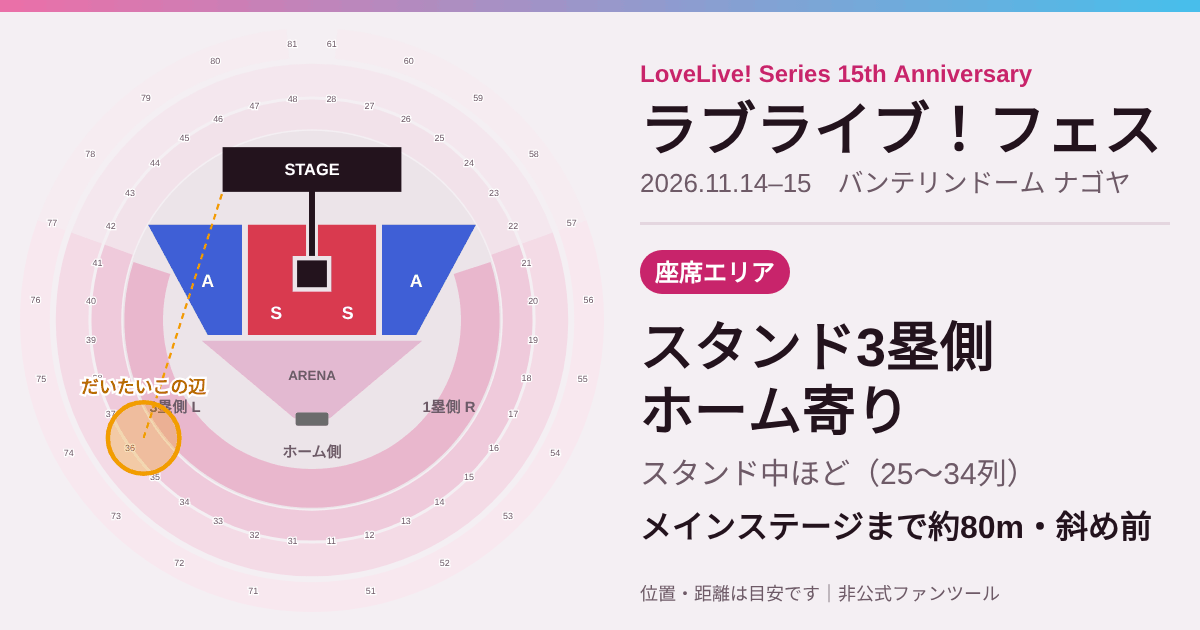 81 61
80 60
79 59
48 28
47 27
46 26
45 25
78 58
44 24
STAGE
43 23
77 57
42 22
41 21
A A
76 56
40 20
S S
39 19
ARENA
75 55
18
だいたいこの辺
3塁側 L 1塁側 R
37 17
36 16
ホーム側
74 54
35 15
34 14
73 53
33 13
32 12
31 11
72 52
71 51
LoveLive! Series 15th Anniversary
ラブライブ！フェス
2026.11.14–15　バンテリンドーム ナゴヤ
座席エリア
スタンド3塁側
ホーム寄り
スタンド中ほど（25〜34列）
メインステージまで約80m・斜め前
位置・距離は目安です｜非公式ファンツール